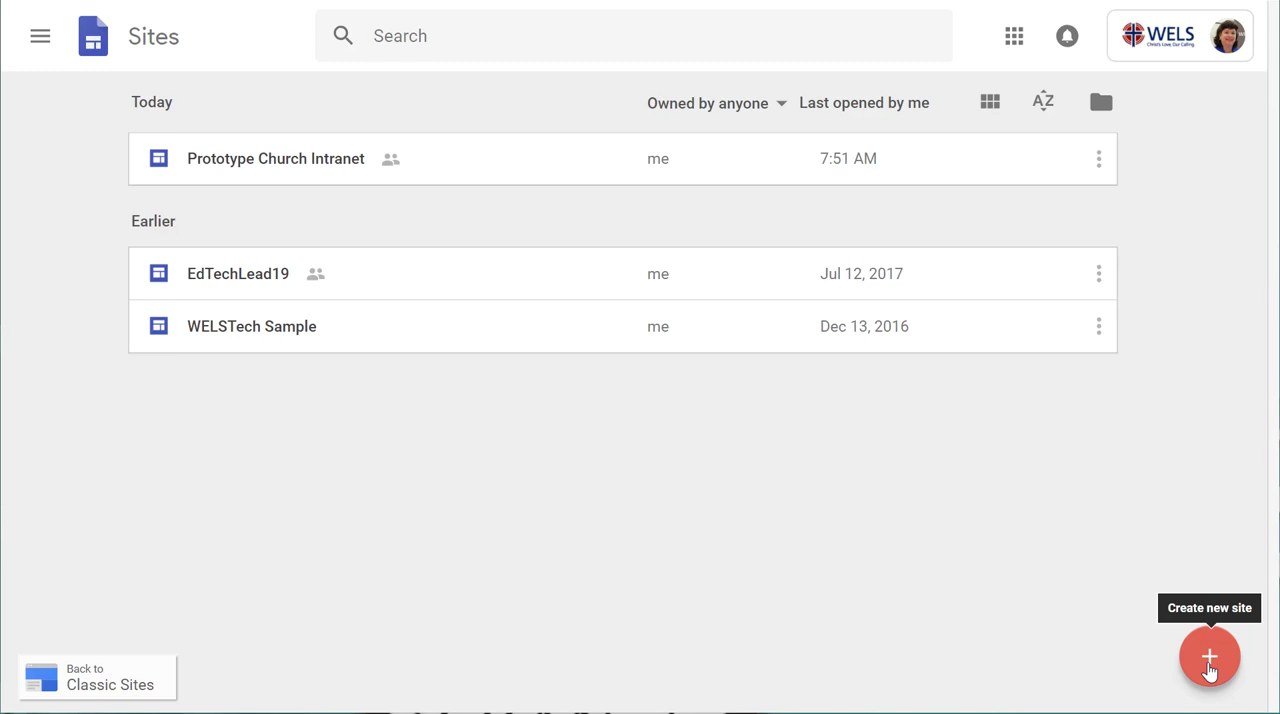 Sites
Search
WELS
Christ's Love, Our Calling
Today
Owned by anyone
Last opened by me
AZ
Prototype Church Intranet
me
7:51 AM
Earlier
EdTechLead19
me
Jul 12, 2017
WELSTech Sample
me
Dec 13, 2016
Create new site
Back to
Classic Sites